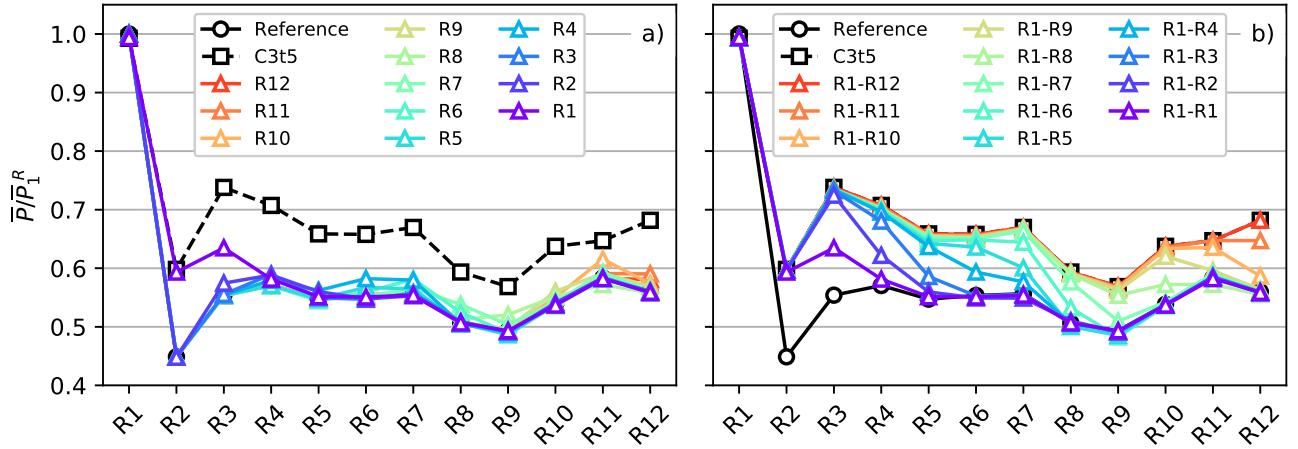 P̅/P̅₁ᴿ
1.0
0.9
0.8
0.7
0.6
0.5
0.4
Reference
C3t5
R12
R11
R10
R9
R8
R7
R6
R5
R4
R3
R2
R1
a)
R1 R2 R3 R4 R5 R6 R7 R8 R9 R10 R11 R12
Reference
C3t5
R1-R12
R1-R11
R1-R10
R1-R9
R1-R8
R1-R7
R1-R6
R1-R5
R1-R4
R1-R3
R1-R2
R1-R1
b)
R1 R2 R3 R4 R5 R6 R7 R8 R9 R10 R11 R12